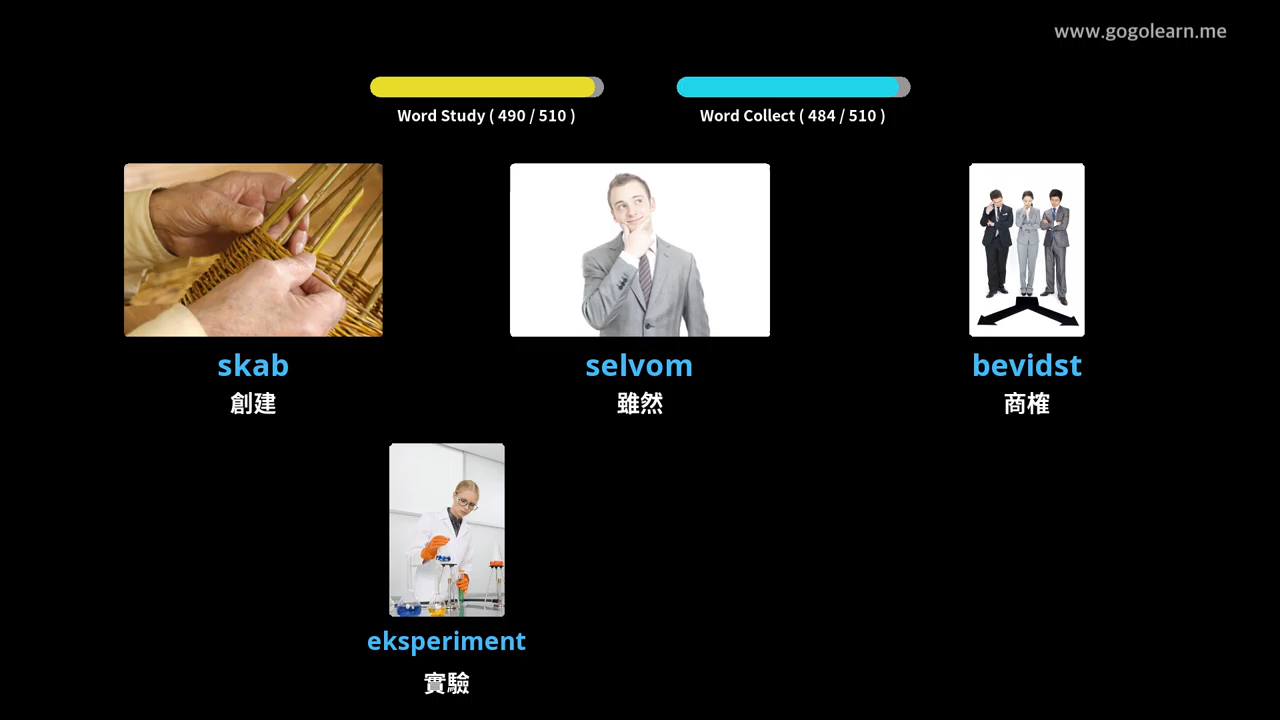 www.gogolearn.me
Word Study ( 490 / 510 )
Word Collect ( 484 / 510 )
skab
創建
selvom
雖然
bevidst
商榷
eksperiment
實驗